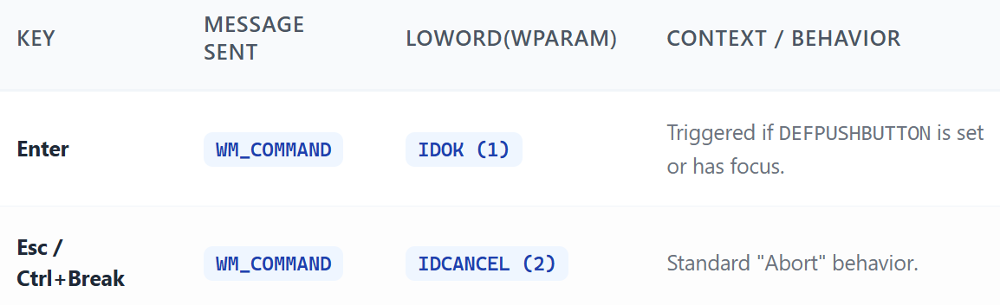 KEY
MESSAGE
SENT
LOWORD(WPARAM)
CONTEXT / BEHAVIOR
Enter
WM_COMMAND
IDOK (1)
Triggered if DEFPUSHBUTTON is set
or has focus.
Esc /
Ctrl+Break
WM_COMMAND
IDCANCEL (2)
Standard "Abort" behavior.